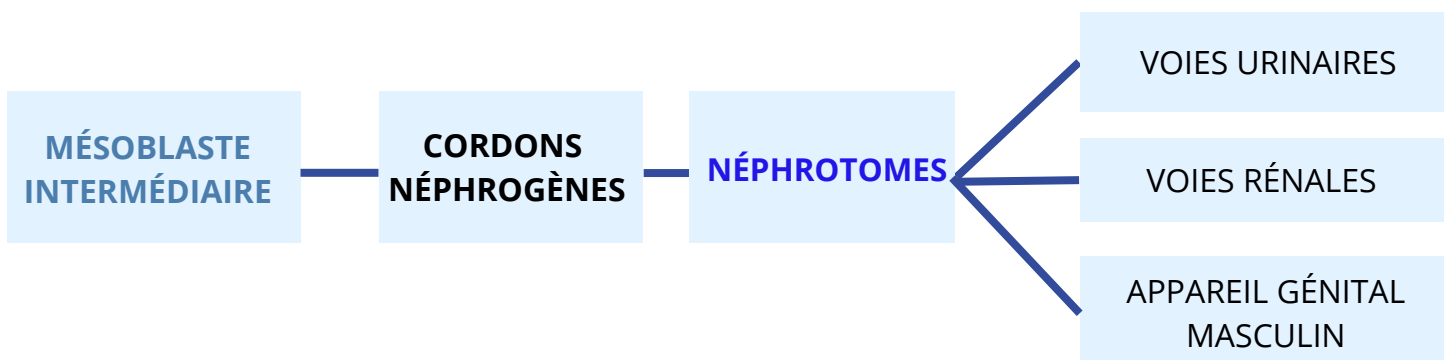 MÉSOBLASTE
INTERMÉDIAIRE
CORDONS
NÉPHROGÈNES
NÉPHROTOMES
VOIES URINAIRES
VOIES RÉNALES
APPAREIL GÉNITAL
MASCULIN